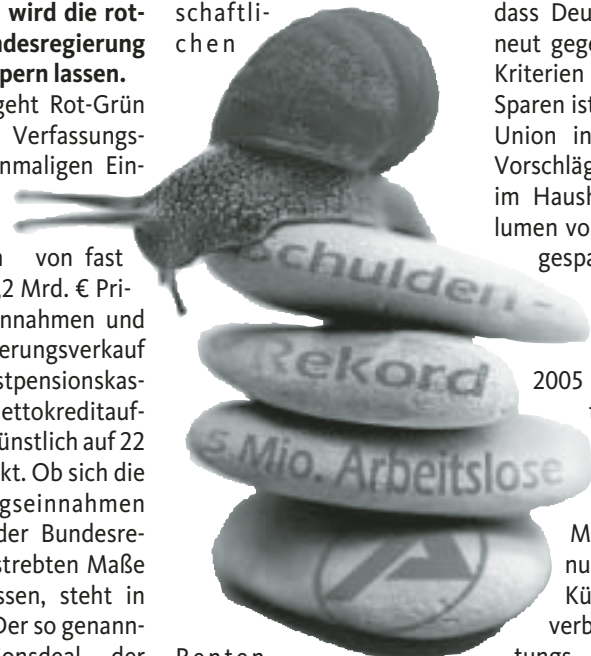 wird die rot-
ndesregierung
pern lassen.
geht Rot-Grün
Verfassungs-
nmaligen Ein-
von fast
,2 Mrd. € Pri-
nnahmen und
erungsverkauf
stpensionskas-
ettokreditauf-
ünstlich auf 22
kt. Ob sich die
gseinnahmen
der Bundesre-
strebten Maße
ssen, steht in
Der so genann-
onsdeal der
schaftli-
chen
Schulden-
Rekord
5 Mio. Arbeitslose
A
Renten
dass Deu
neut geg
Kriterien
Sparen ist
Union in
Vorschläg
im Haush
lumen vo
gespa
2005
M
nu
Kü
verb
tungs